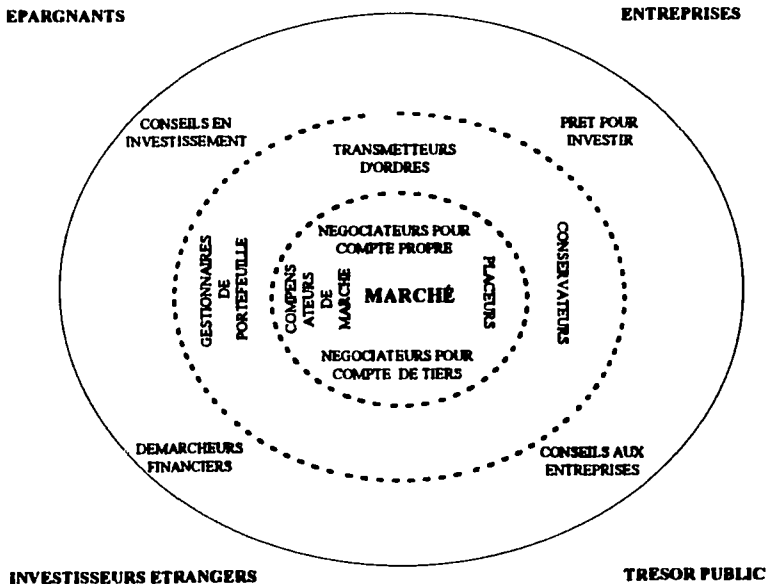 EPARGNANTS
ENTREPRISES
CONSEILS EN
INVESTISSEMENT
PRET POUR
INVESTIR
TRANSMETTEURS
D'ORDRES
NEGOCIATEURS POUR
COMPTE PROPRE
GESTIONNAIRES
DE
PORTEFEUILLE
COMPENS
ATEURS
DE
MARCHE
MARCHÉ
PLACEURS
CONSERVATEURS
NEGOCIATEURS POUR
COMPTE DE TIERS
DEMARCHEURS
FINANCIERS
CONSEILS AUX
ENTREPRISES
INVESTISSEURS ETRANGERS
TRESOR PUBLIC